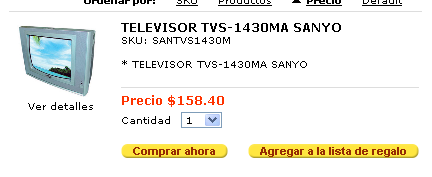 Ordenar por: SKU Productos Precio Default
TELEVISOR TVS-1430MA SANYO
SKU: SANTVS1430M
* TELEVISOR TVS-1430MA SANYO
Ver detalles
Precio $158.40
Cantidad 1
Comprar ahora Agregar a la lista de regalo